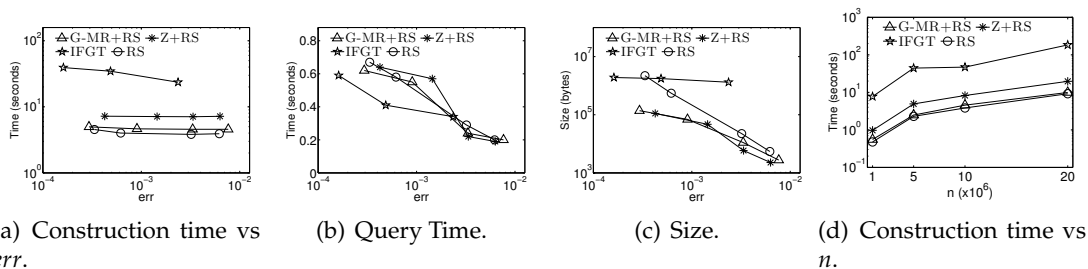 10²
10¹
10⁰
Time (seconds)
G-MR+RS Z+RS
IFGT RS
10⁻⁴ 10⁻³ 10⁻²
err
0.8
0.6
0.4
0.2
0
Time (seconds)
G-MR+RS Z+RS
IFGT RS
10⁻⁴ 10⁻³ 10⁻²
err
10⁷
10⁵
10³
Size (bytes)
G-MR+RS Z+RS
IFGT RS
10⁻⁴ 10⁻³ 10⁻²
err
10³
10²
10¹
10⁰
10⁻¹
Time (seconds)
G-MR+RS Z+RS
IFGT RS
1 5 10 20
n (x10⁶)
a) Construction time vs
err.
(b) Query Time.
(c) Size.
(d) Construction time vs
n.